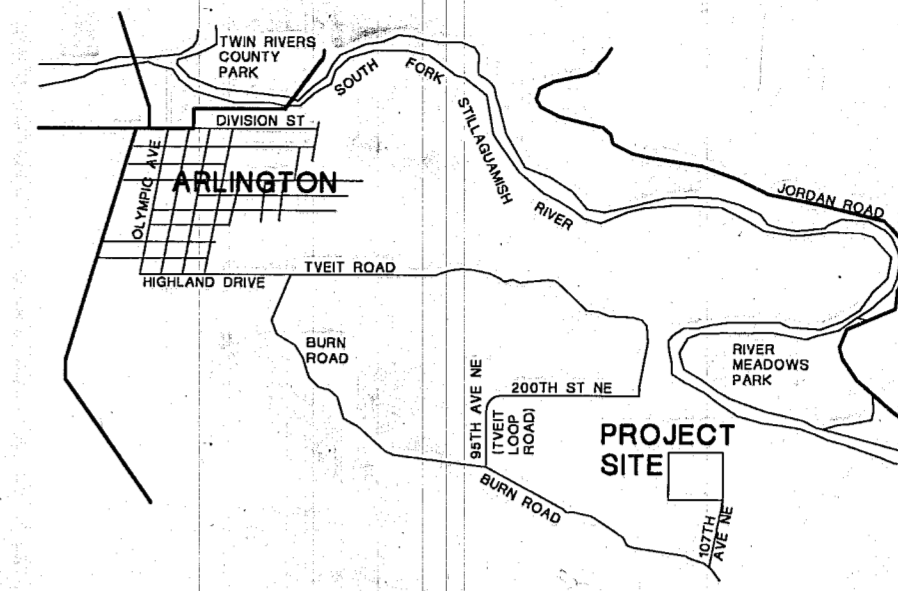 TWIN RIVERS
COUNTY
PARK
SOUTH FORK STILLAGUAMISH RIVER
DIVISION ST
OLYMPIC AVE
ARLINGTON
JORDAN ROAD
TVEIT ROAD
HIGHLAND DRIVE
BURN
ROAD
RIVER
MEADOWS
PARK
200TH ST NE
95TH AVE NE
(TVEIT
LOOP
ROAD)
PROJECT
SITE
BURN ROAD
107TH
AVE NE